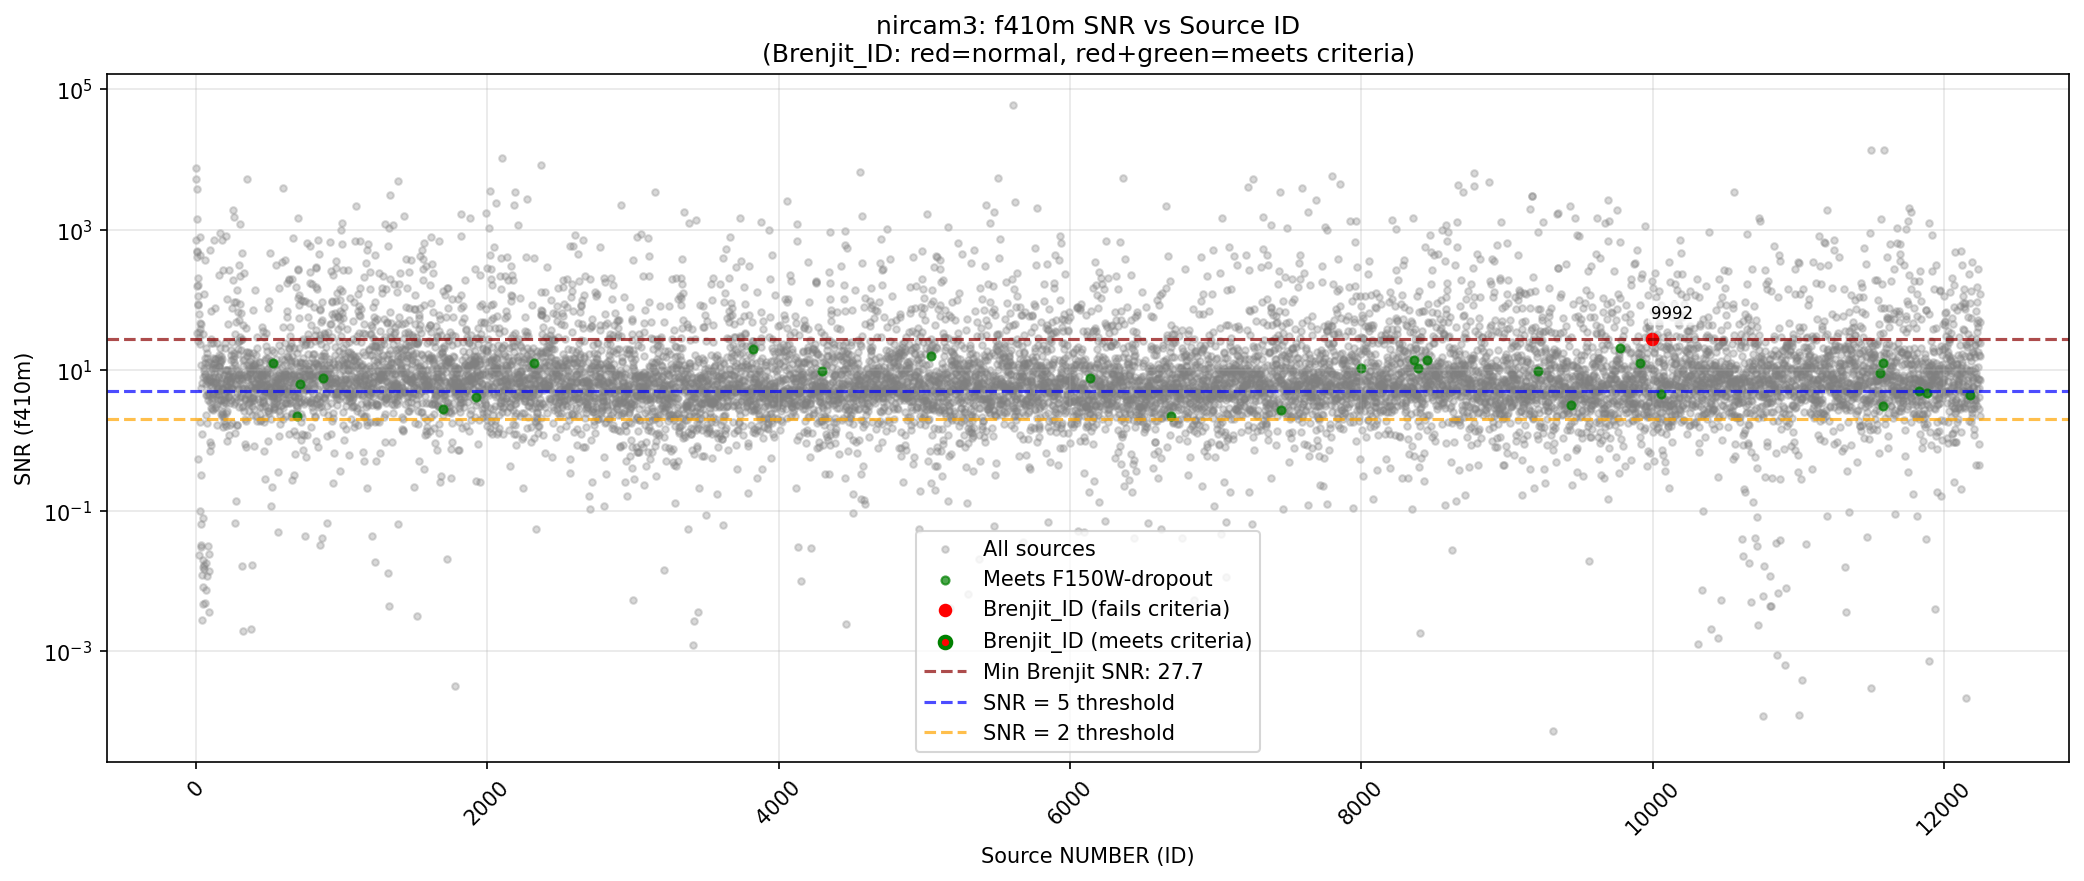 nircam3: f410m SNR vs Source ID
(Brenjit_ID: red=normal, red+green=meets criteria)
SNR (f410m)
10^5
10^3
10^1
10^-1
10^-3
9992
All sources
Meets F150W-dropout
Brenjit_ID (fails criteria)
Brenjit_ID (meets criteria)
Min Brenjit SNR: 27.7
SNR = 5 threshold
SNR = 2 threshold
0
2000
4000
6000
8000
10000
12000
Source NUMBER (ID)